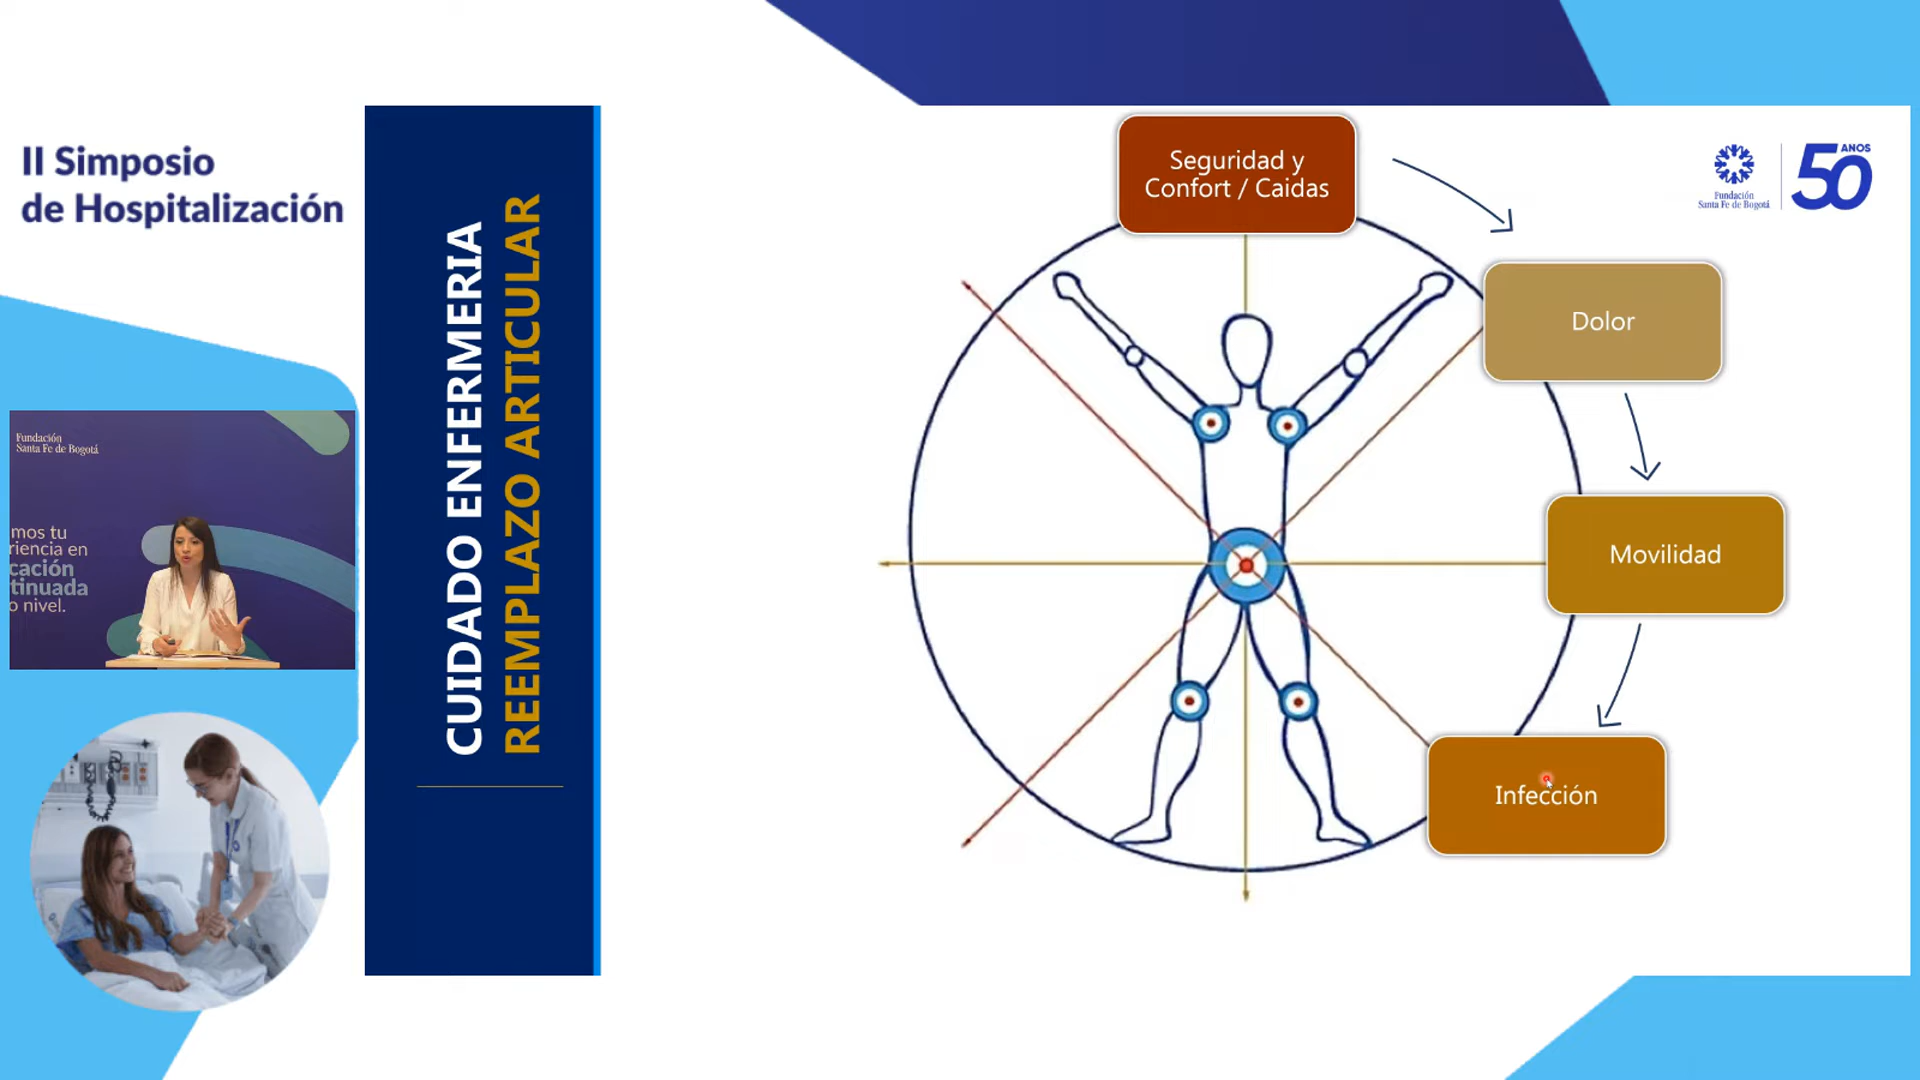 II Simposio
de Hospitalización
Fundación
Santa Fe de Bogotá
mos tu
riencia en
cación
tinuada
o nivel.
CUIDADO ENFERMERIA
REEMPLAZO ARTICULAR
Seguridad y
Confort / Caidas
Dolor
Movilidad
Infección
Fundación
Santa Fe de Bogotá
50
AÑOS